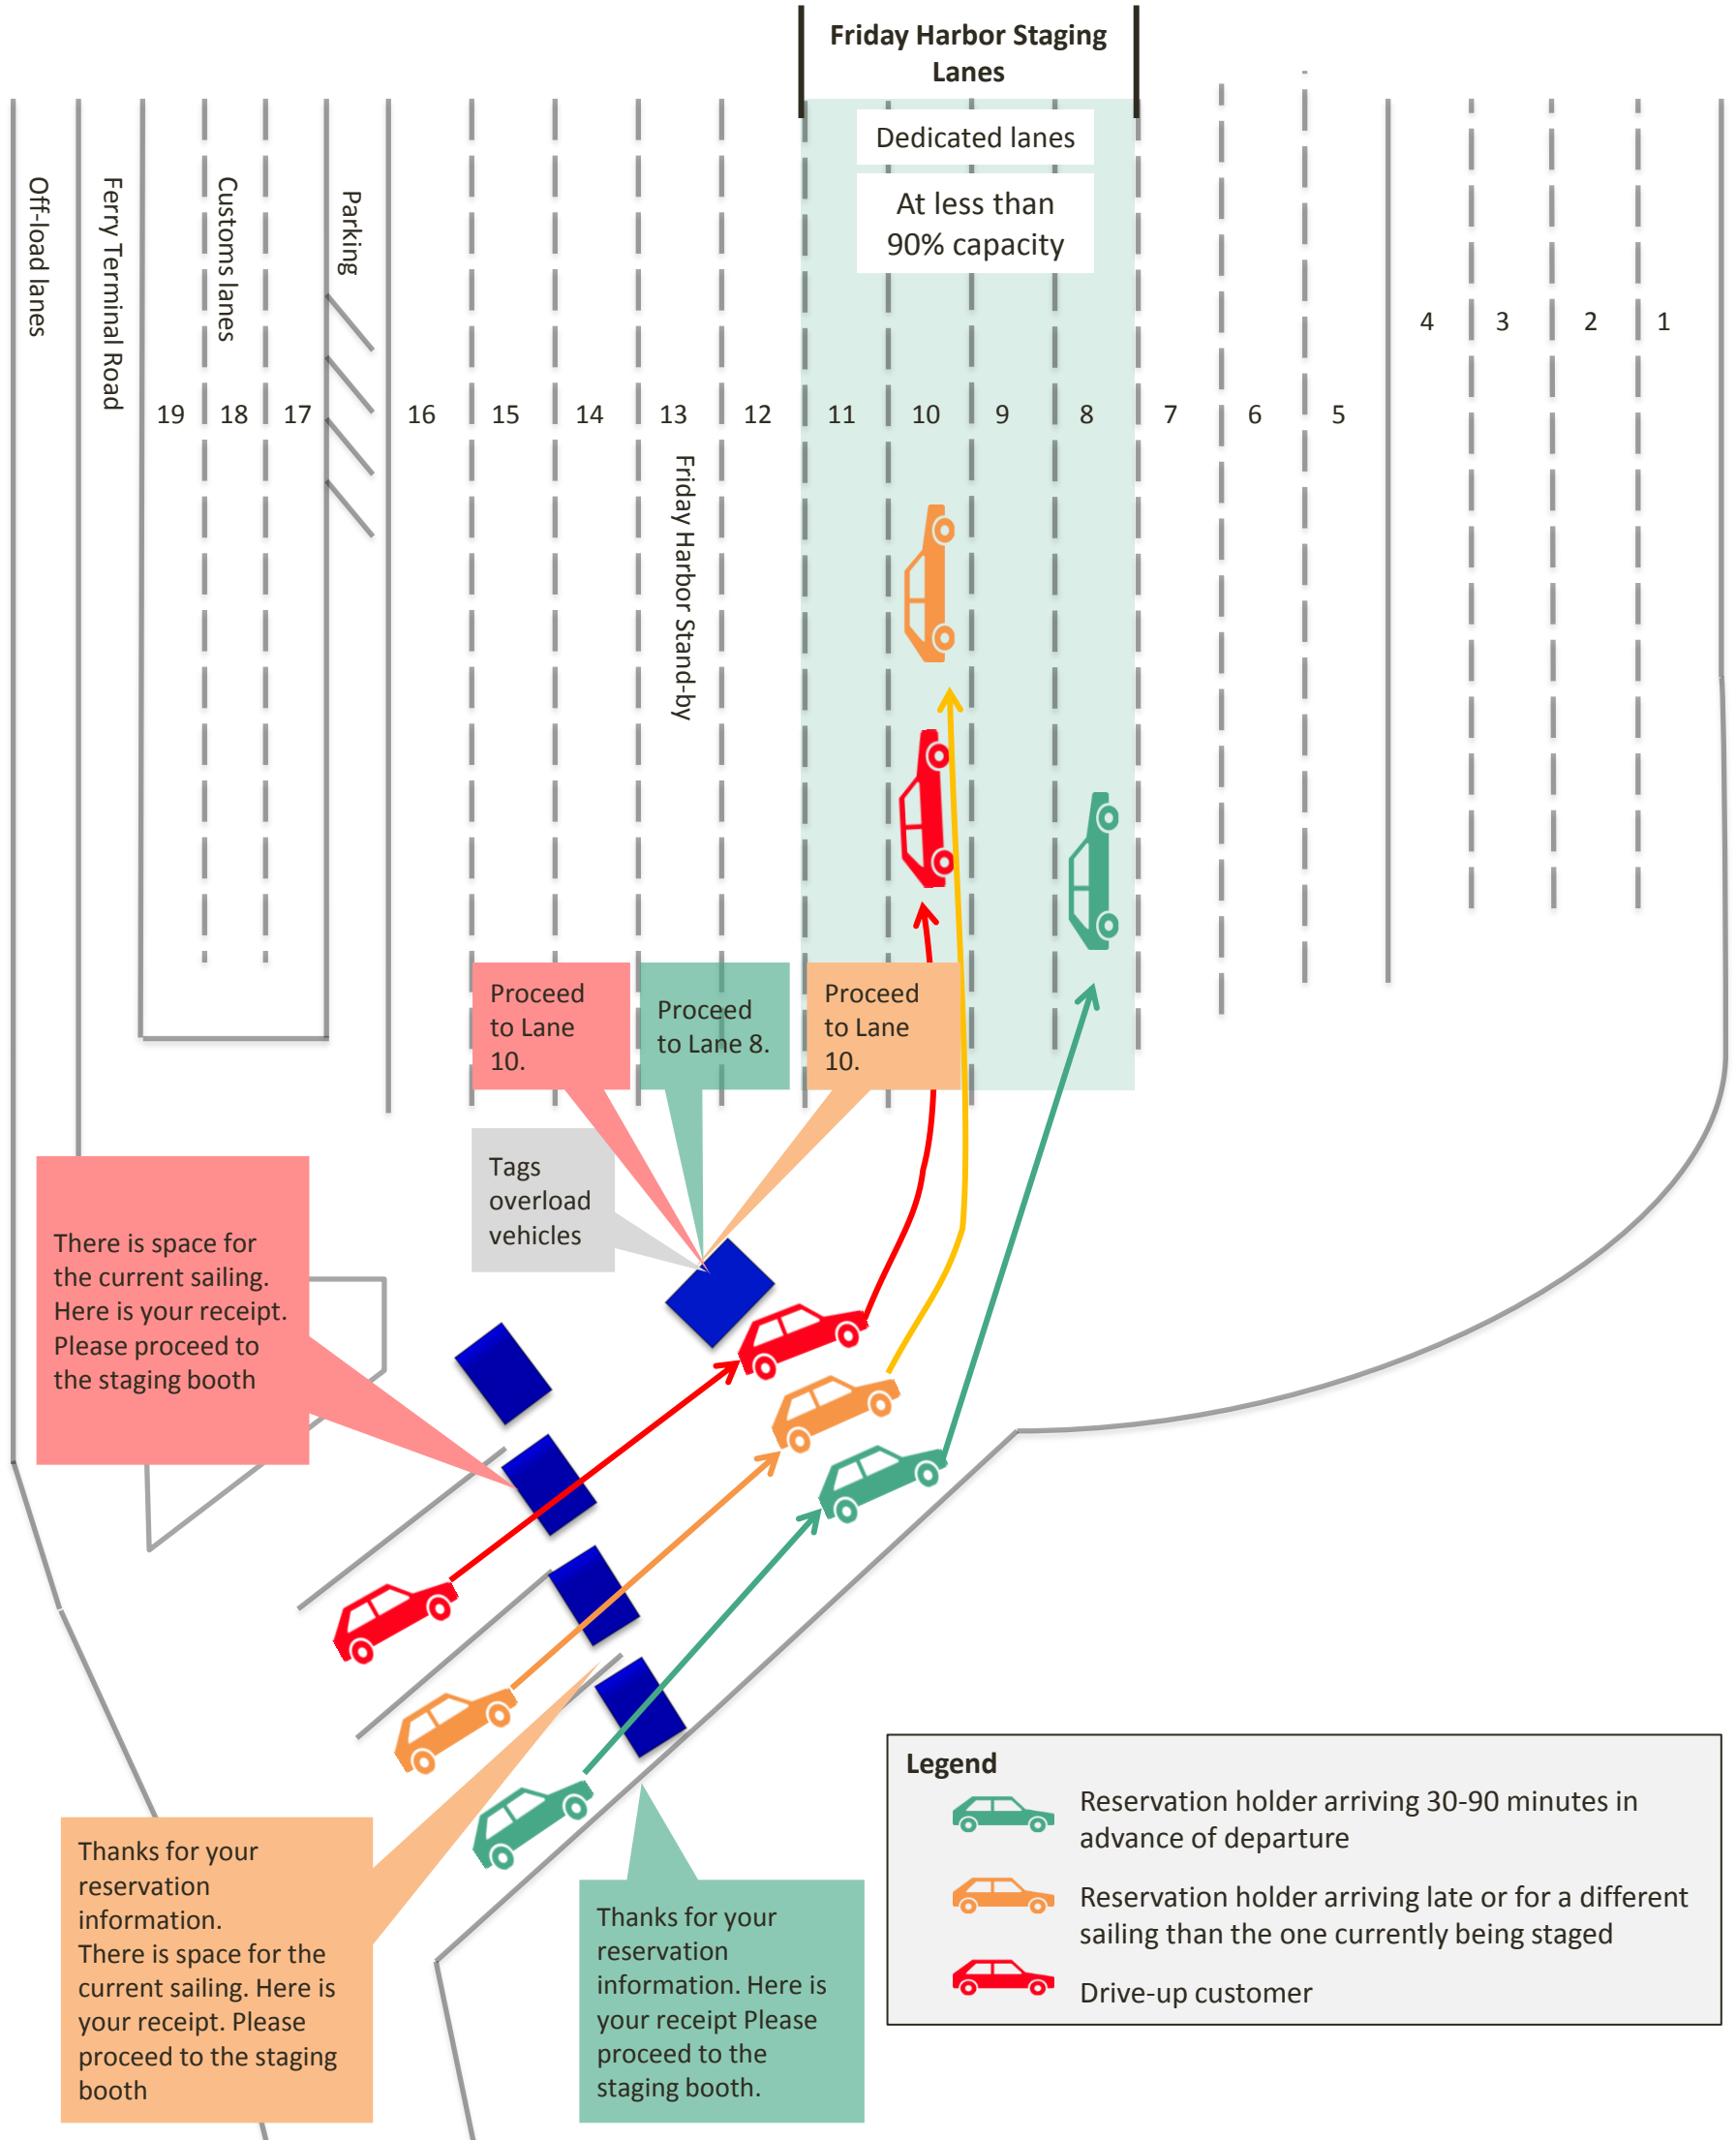 Friday Harbor Staging
Lanes
Dedicated lanes
At less than
90% capacity
Off-load lanes
Ferry Terminal Road
Customs lanes
Parking
4
3
2
1
19
18
17
16
15
14
13
12
11
10
9
8
7
6
5
Friday Harbor Stand-by
Proceed
to Lane
10.
Proceed
to Lane 8.
Proceed
to Lane
10.
Tags
overload
vehicles
There is space for
the current sailing.
Here is your receipt.
Please proceed to
the staging booth
Thanks for your
reservation
information.
There is space for the
current sailing. Here is
your receipt. Please
proceed to the staging
booth
Thanks for your
reservation
information. Here is
your receipt Please
proceed to the
staging booth.
Legend
Reservation holder arriving 30-90 minutes in
advance of departure
Reservation holder arriving late or for a different
sailing than the one currently being staged
Drive-up customer